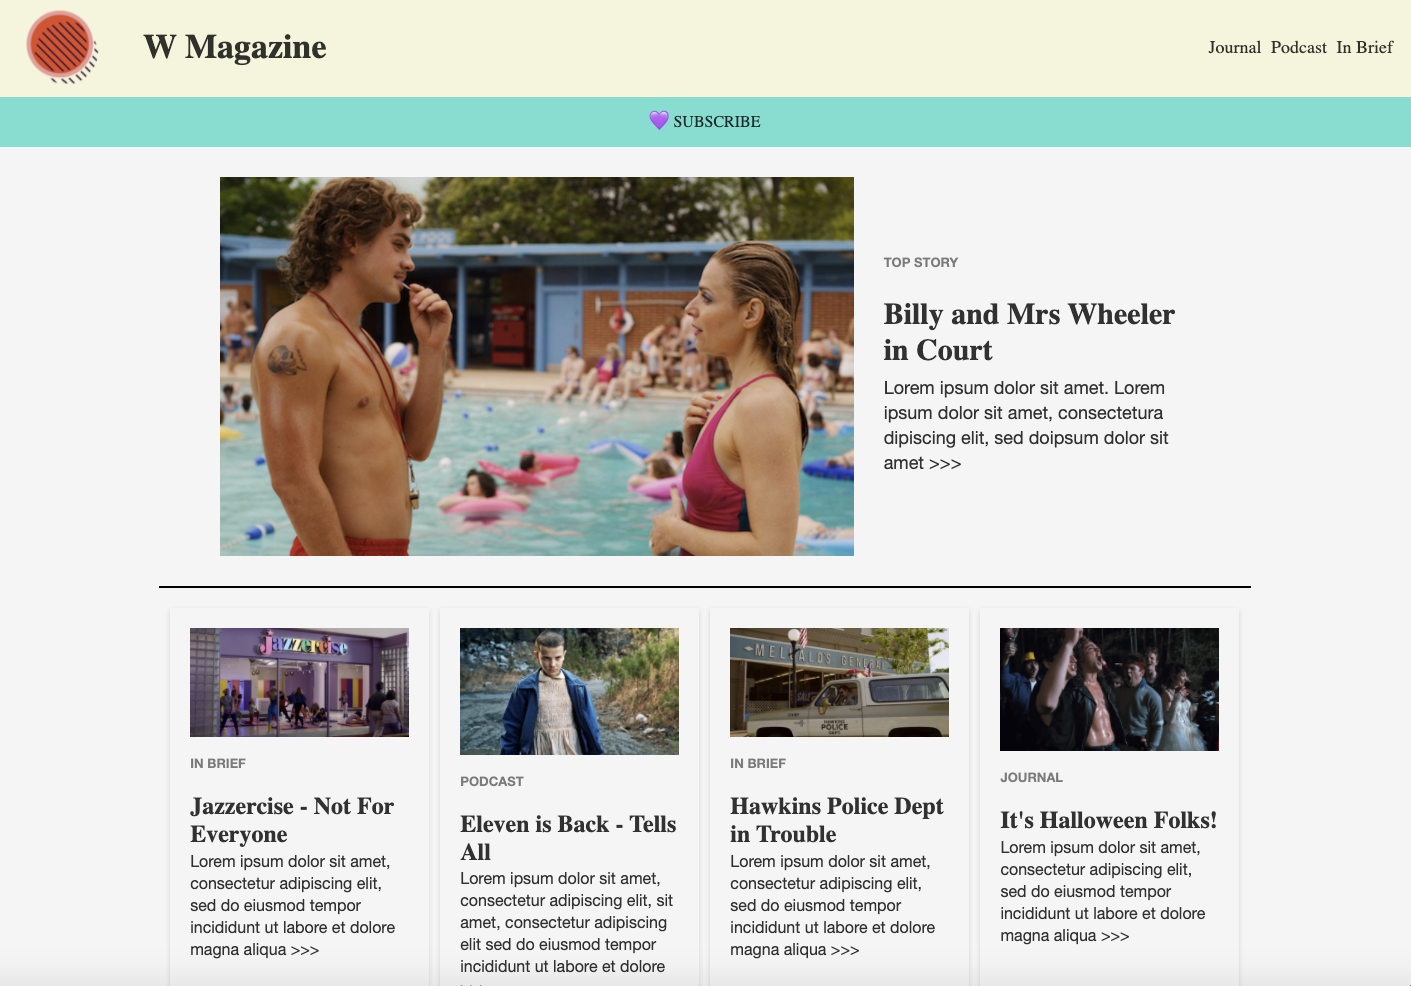 W Magazine
Journal Podcast In Brief
💜 SUBSCRIBE
TOP STORY
Billy and Mrs Wheeler
in Court
Lorem ipsum dolor sit amet. Lorem
ipsum dolor sit amet, consectetura
dipiscing elit, sed doipsum dolor sit
amet >>>
jazzercise
IN BRIEF
Jazzercise - Not For
Everyone
Lorem ipsum dolor sit amet,
consectetur adipiscing elit,
sed do eiusmod tempor
incididunt ut labore et dolore
magna aliqua >>>
PODCAST
Eleven is Back - Tells
All
Lorem ipsum dolor sit amet,
consectetur adipiscing elit, sit
amet, consectetur adipiscing
elit sed do eiusmod tempor
incididunt ut labore et dolore
GENERAL
SALE
HAWKINS
POLICE
DEPT.
IN BRIEF
Hawkins Police Dept
in Trouble
Lorem ipsum dolor sit amet,
consectetur adipiscing elit,
sed do eiusmod tempor
incididunt ut labore et dolore
magna aliqua >>>
JOURNAL
It's Halloween Folks!
Lorem ipsum dolor sit amet,
consectetur adipiscing elit,
sed do eiusmod tempor
incididunt ut labore et dolore
magna aliqua >>>